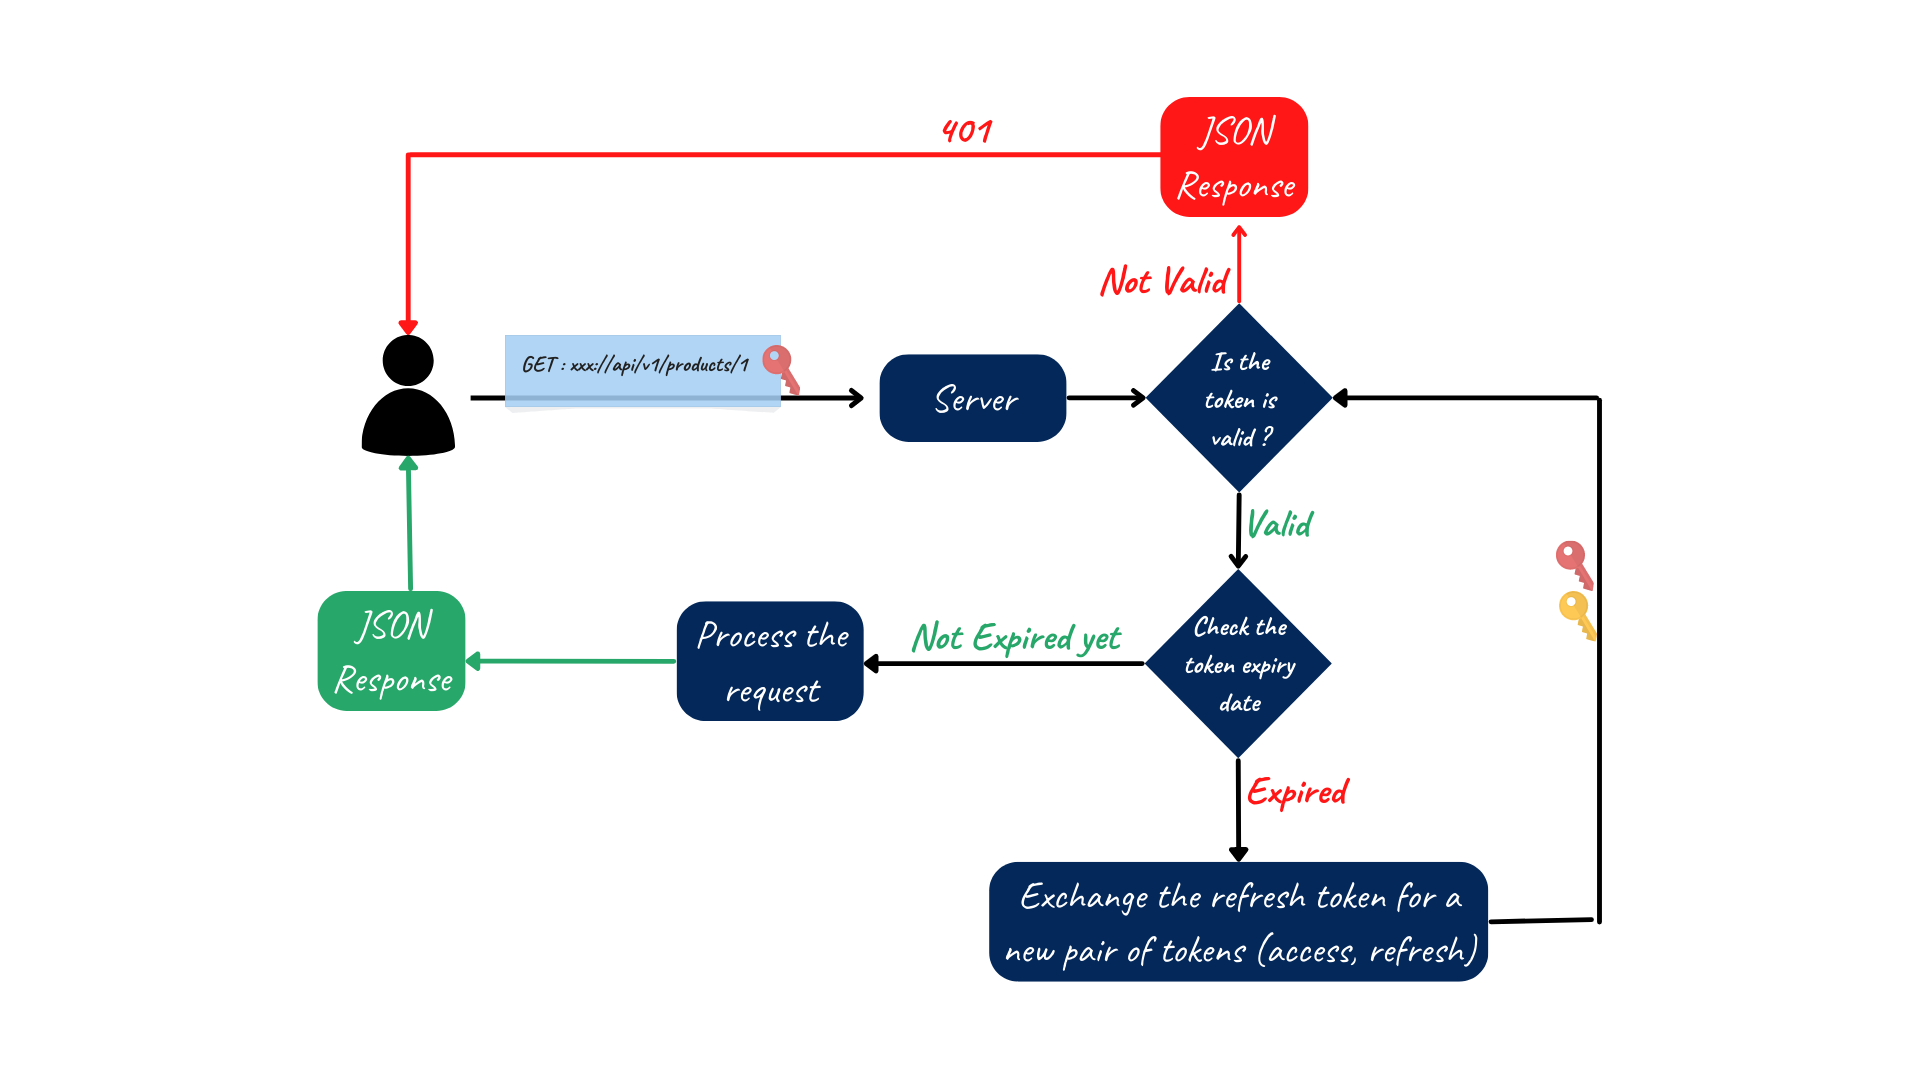 401
JSON
Response
Not Valid
GET : xxx://api/v1/products/1
Server
Is the
token is
valid ?
Valid
JSON
Response
Process the
request
Not Expired yet
Check the
token expiry
date
Expired
Exchange the refresh token for a
new pair of tokens (access, refresh)